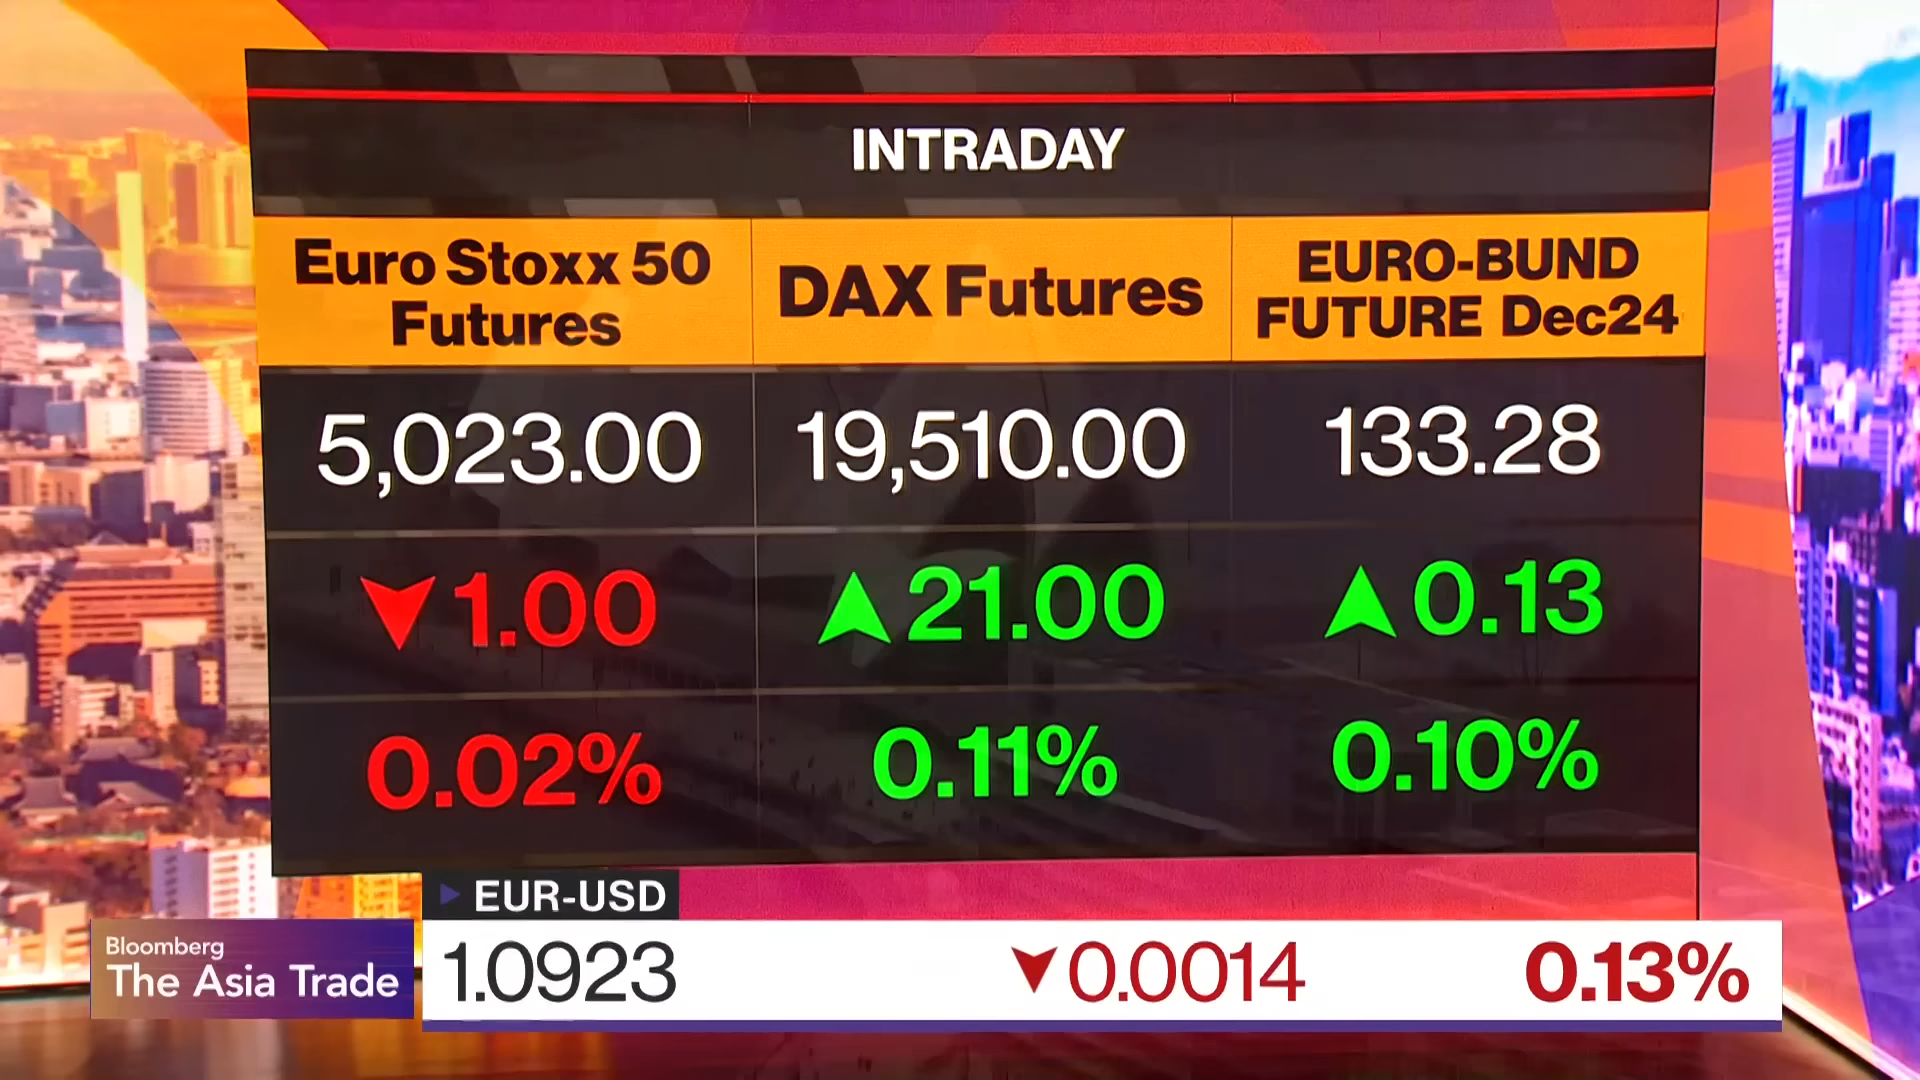 INTRADAY
Euro Stoxx 50
Futures
DAX Futures
EURO-BUND
FUTURE Dec24
5,023.00
19,510.00
133.28
▼1.00
▲21.00
▲0.13
0.02%
0.11%
0.10%
EUR-USD
Bloomberg
The Asia Trade
1.0923
▼0.0014
0.13%